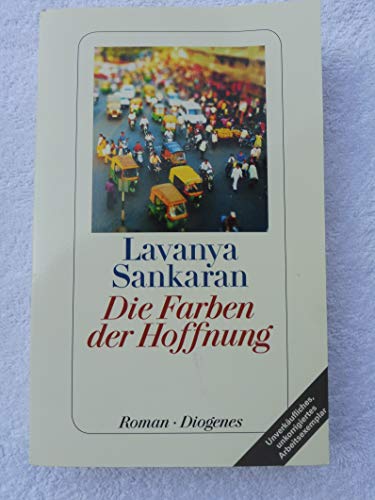 Lavanya
Sankaran
Die Farben
der Hoffnung
Roman · Diogenes
Unverkäufliches,
unkorrigiertes
Arbeitsexemplar